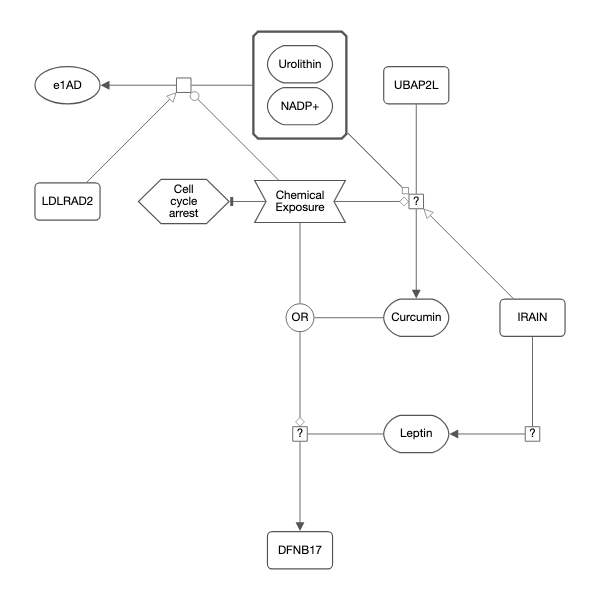 Urolithin
e1AD
UBAP2L
NADP+
LDLRAD2
Cell
cycle
arrest
Chemical
Exposure
?
OR
Curcumin
IRAIN
?
Leptin
?
DFNB17